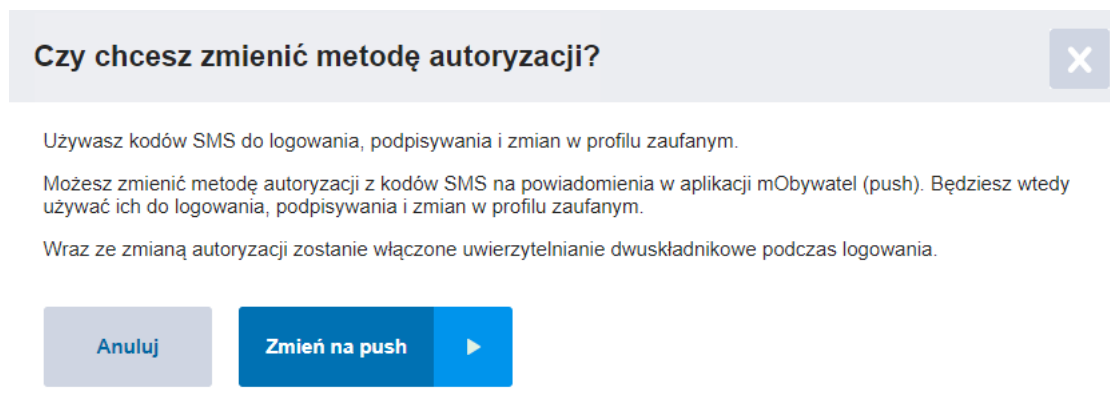 Czy chcesz zmienić metodę autoryzacji?
Używasz kodów SMS do logowania, podpisywania i zmian w profilu zaufanym.
Możesz zmienić metodę autoryzacji z kodów SMS na powiadomienia w aplikacji mObywatel (push). Będziesz wtedy
używać ich do logowania, podpisywania i zmian w profilu zaufanym.
Wraz ze zmianą autoryzacji zostanie włączone uwierzytelnianie dwuskładnikowe podczas logowania.
Anuluj
Zmień na push